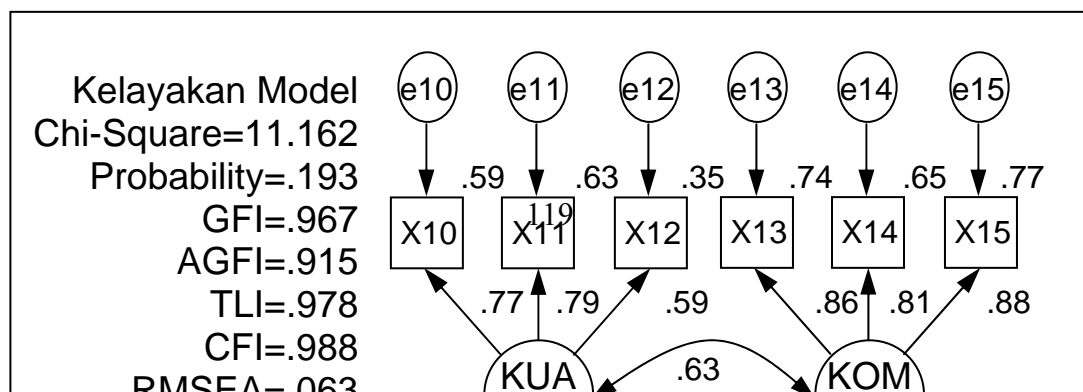 Kelayakan Model
Chi-Square=11.162
Probability=.193
GFI=.967
AGFI=.915
TLI=.978
CFI=.988
RMSEA=.063
e10 e11 e12 e13 e14 e15
.59 .63 .35 .74 .65 .77
119
X10 X11 X12 X13 X14 X15
.77 .79 .59 .86 .81 .88
KUA .63 KOM